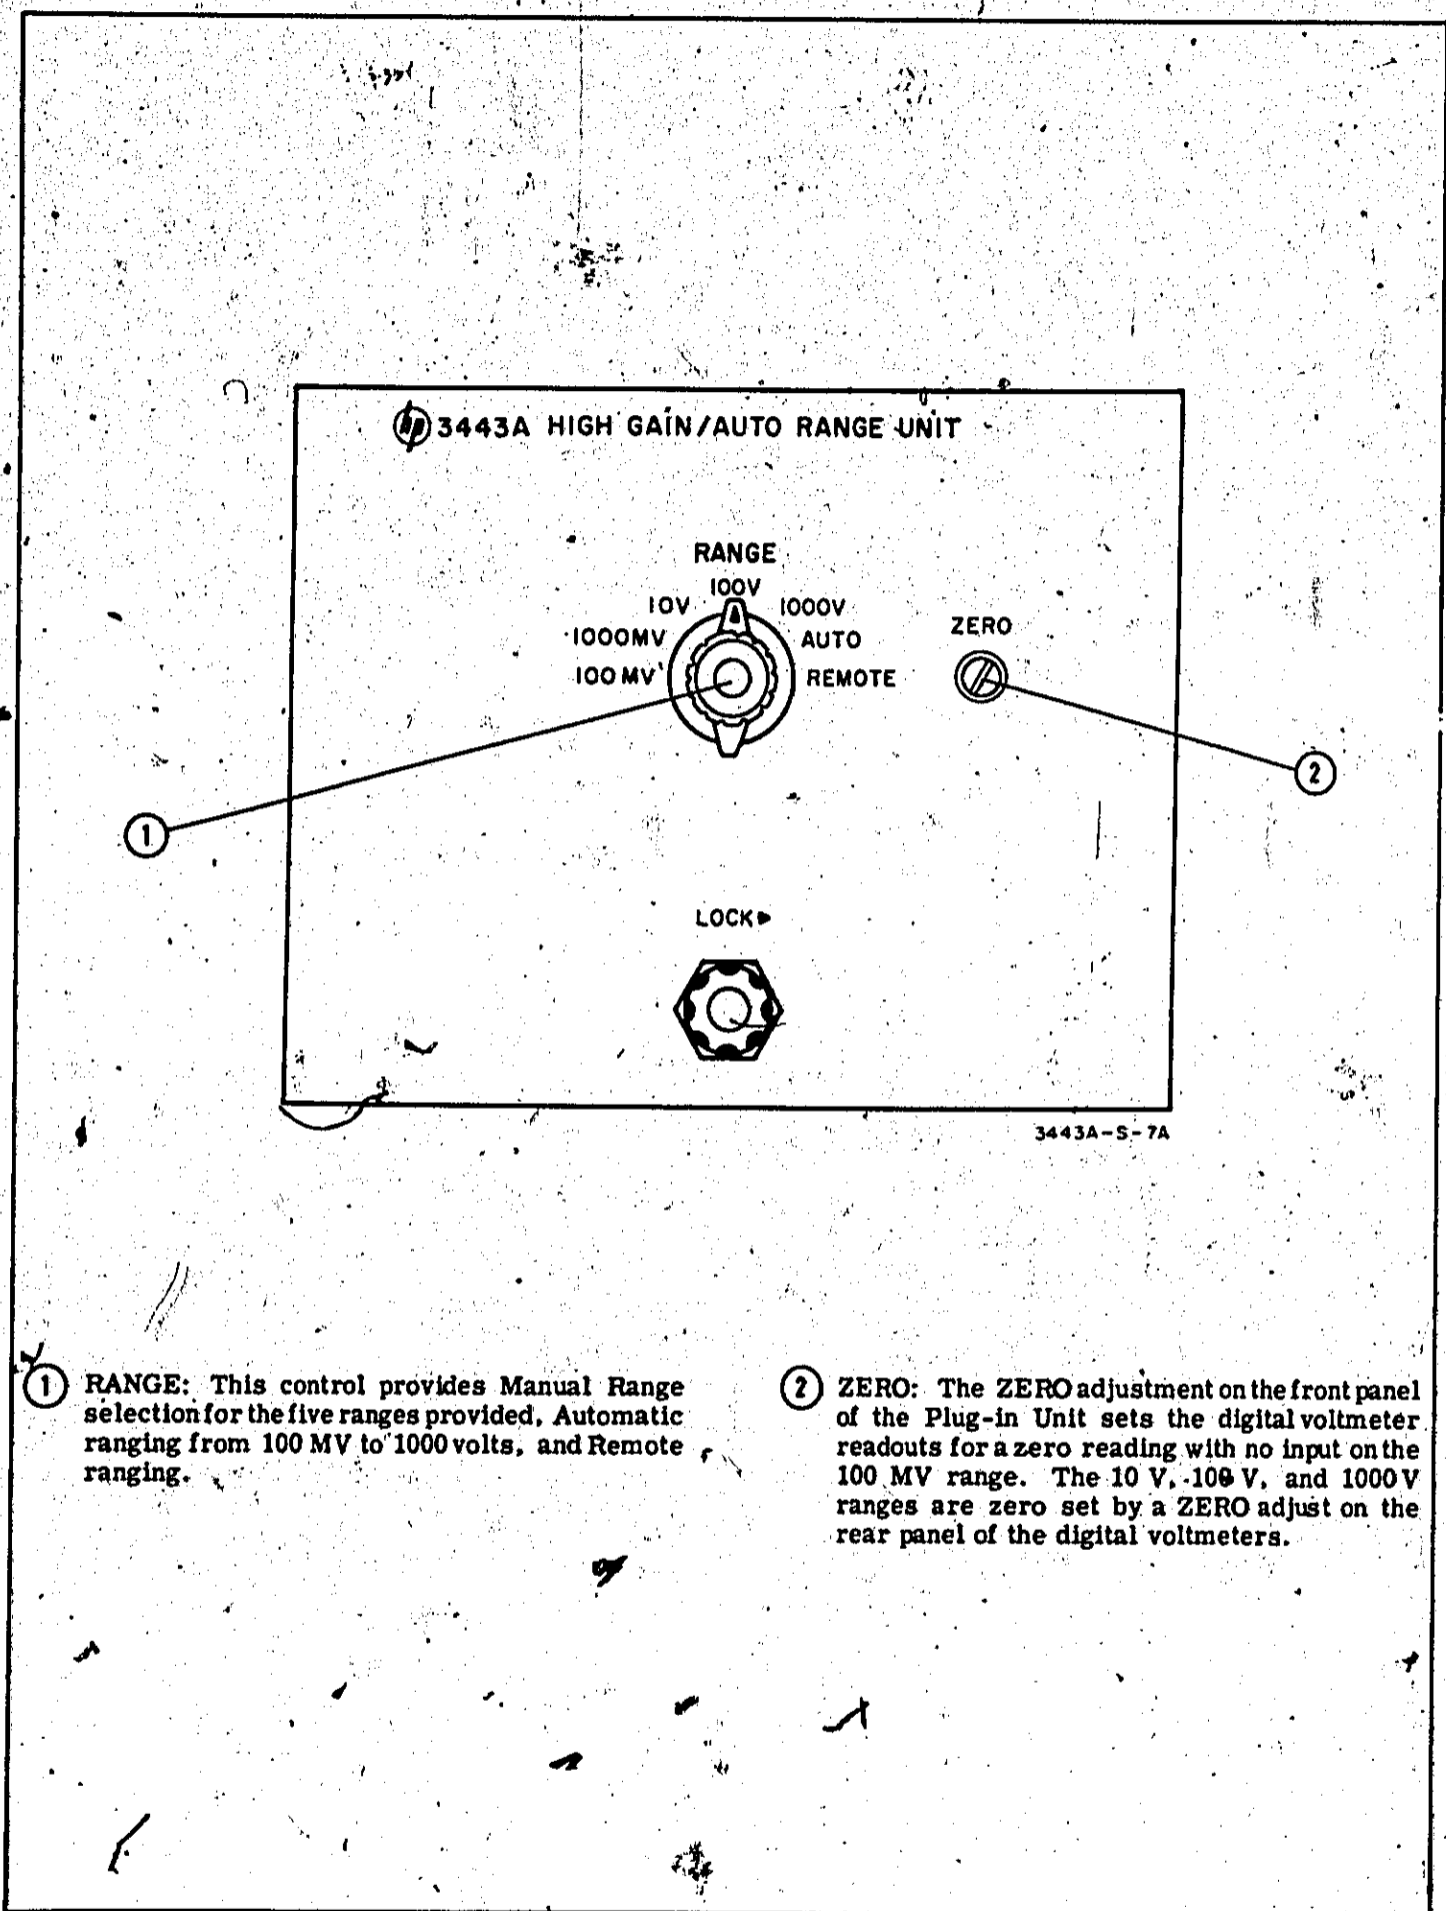 hp 3443A HIGH GAIN/AUTO RANGE UNIT
RANGE
100V
10V 1000V
1000MV AUTO
100 MV REMOTE
ZERO
2
1
LOCK
3443A-S-7A
1 RANGE: This control provides Manual Range
selection for the five ranges provided, Automatic
ranging from 100 MV to 1000 volts, and Remote
ranging.
2 ZERO: The ZERO adjustment on the front panel
of the Plug-in Unit sets the digital voltmeter
readouts for a zero reading with no input on the
100 MV range. The 10 V, 100 V, and 1000 V
ranges are zero set by a ZERO adjust on the
rear panel of the digital voltmeters.